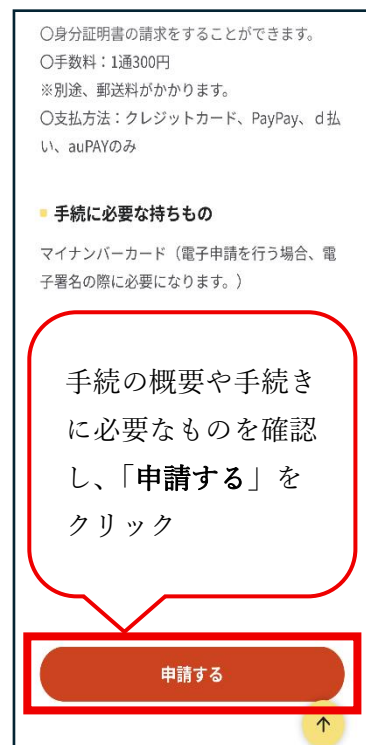 〇身分証明書の請求をすることができます。
〇手数料：1通300円
※別途、郵送料がかかります。
〇支払方法：クレジットカード、PayPay、ｄ払
い、auPAYのみ
手続に必要な持ちもの
マイナンバーカード（電子申請を行う場合、電
子署名の際に必要になります。）
手続の概要や手続き
に必要なものを確認
し、「申請する」を
クリック
申請する